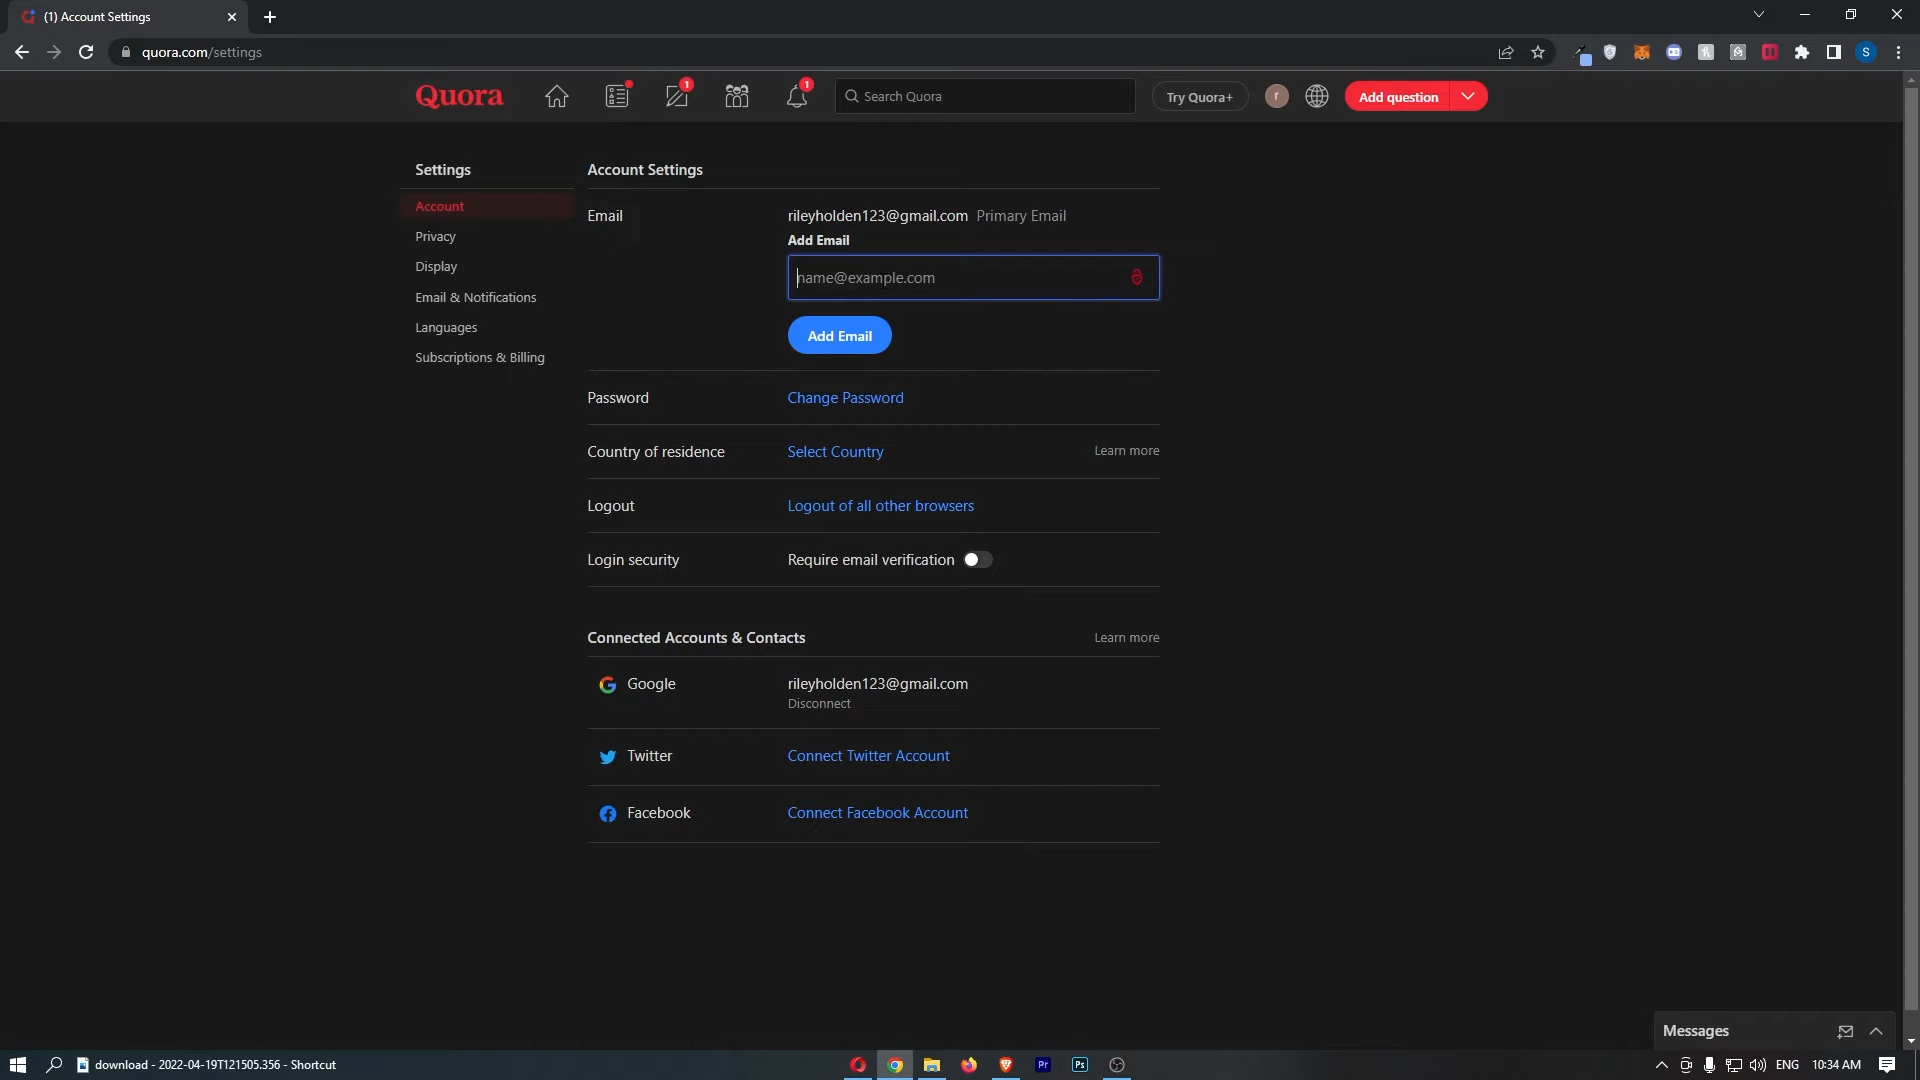 (1) Account Settings
quora.com/settings
S
Quora
1
1
Search Quora
Try Quora+
r
Add question
Settings
Account
Privacy
Display
Email & Notifications
Languages
Subscriptions & Billing
Account Settings
Email
rileyholden123@gmail.com Primary Email
Add Email
name@example.com
Add Email
Password
Change Password
Country of residence
Select Country
Learn more
Logout
Logout of all other browsers
Login security
Require email verification
Connected Accounts & Contacts
Learn more
Google
rileyholden123@gmail.com
Disconnect
Twitter
Connect Twitter Account
Facebook
Connect Facebook Account
Messages
download - 2022-04-19T121505.356 - Shortcut
Pr
Ps
ENG
10:34 AM